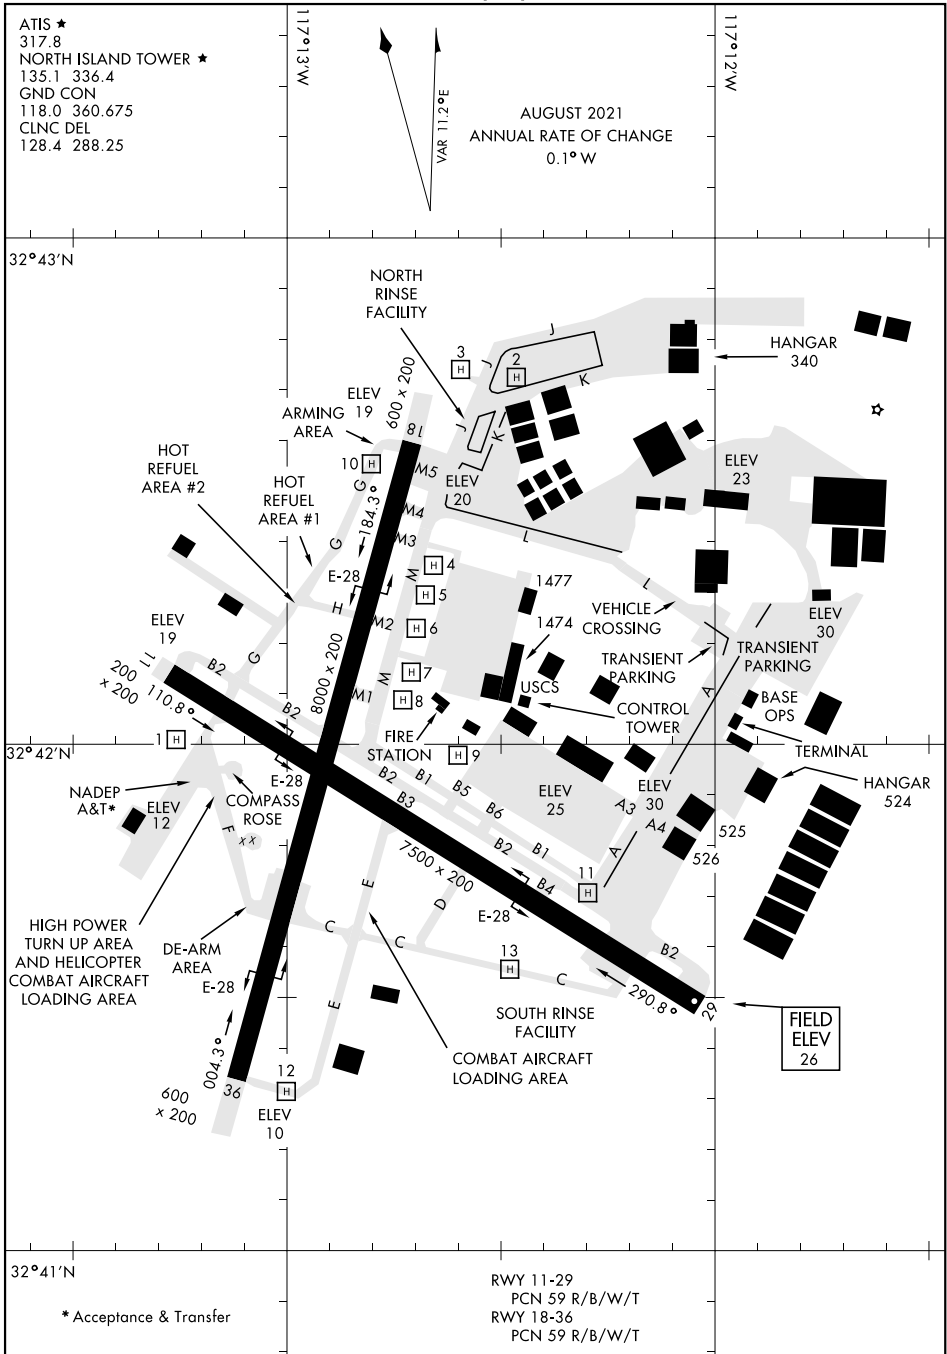 ATIS ★
317.8
NORTH ISLAND TOWER ★
135.1 336.4
GND CON
118.0 360.675
CLNC DEL
128.4 288.25
117°13'W
117°12'W
VAR 11.2°E
AUGUST 2021
ANNUAL RATE OF CHANGE
0.1° W
32°43'N
NORTH
RINSE
FACILITY
J
HANGAR
340
3
H
J
2
H
K
ELEV
19
600 x 200
ARMING
AREA
18
J
K
HOT
REFUEL
AREA #2
10
H
M5
ELEV
20
ELEV
23
HOT
REFUEL
AREA #1
G
184.3°
M4
M3
L
G
E-28
M
H
4
H
5
1477
L
H
M2
H
6
1474
VEHICLE
CROSSING
ELEV
30
ELEV
19
11
B2
G
8000 x 200
M
H
7
TRANSIENT
PARKING
TRANSIENT
PARKING
200
x 200
110.8°
B2
M1
H
8
USCS
A
BASE
OPS
CONTROL
TOWER
1
H
32°42'N
FIRE
STATION
H
9
TERMINAL
E-28
B2
B1
B3
B5
B6
NADEP
A&T*
ELEV
12
COMPASS
ROSE
ELEV
25
ELEV
30
A3
A4
HANGAR
524
F
x x
7500 x 200
B2
B1
A
525
526
E
D
B4
11
H
E-28
HIGH POWER
TURN UP AREA
AND HELICOPTER
COMBAT AIRCRAFT
LOADING AREA
DE-ARM
AREA
C
C
B2
13
H
C
E-28
E
290.8°
29
SOUTH RINSE
FACILITY
FIELD
ELEV
26
004.3°
COMBAT AIRCRAFT
LOADING AREA
36
12
H
600
x 200
ELEV
10
32°41'N
RWY 11-29
PCN 59 R/B/W/T
RWY 18-36
PCN 59 R/B/W/T
* Acceptance & Transfer